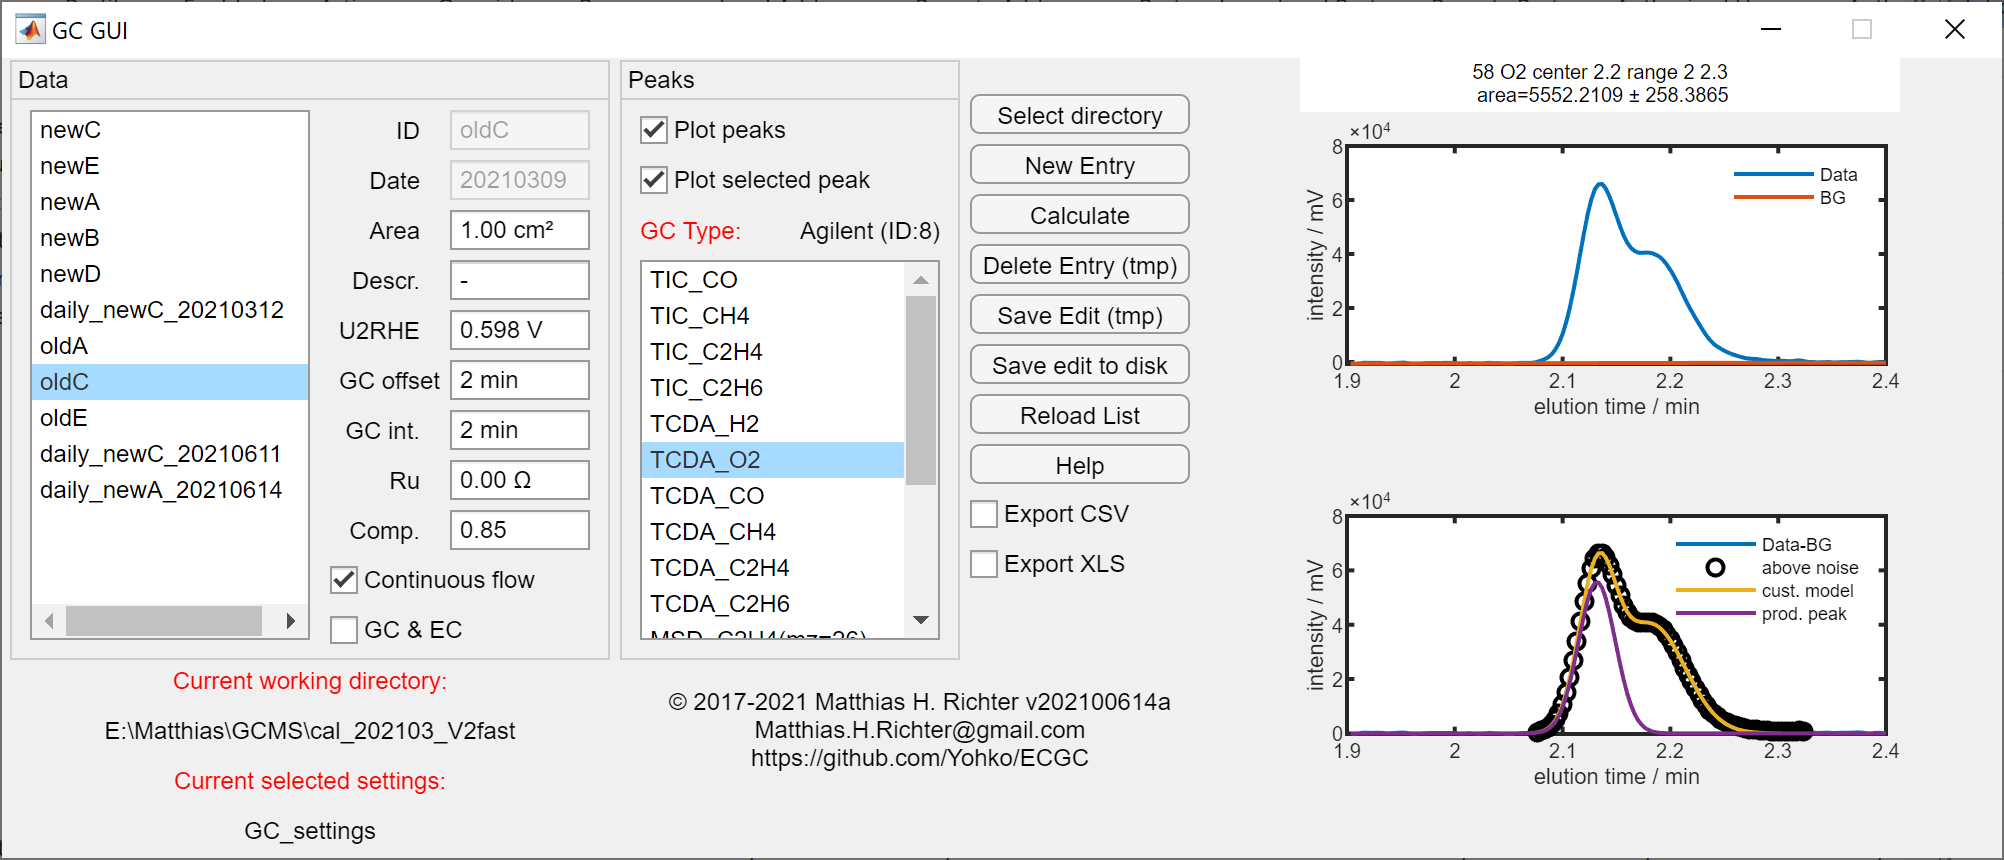 GC GUI
Data
newC
newE
newA
newB
newD
daily_newC_20210312
oldA
oldC
oldE
daily_newC_20210611
daily_newA_20210614
ID oldC
Date 20210309
Area 1.00 cm²
Descr. -
U2RHE 0.598 V
GC offset 2 min
GC int. 2 min
Ru 0.00 Ω
Comp. 0.85
Continuous flow
GC & EC
Peaks
Plot peaks
Plot selected peak
GC Type: Agilent (ID:8)
TIC_CO
TIC_CH4
TIC_C2H4
TIC_C2H6
TCDA_H2
TCDA_O2
TCDA_CO
TCDA_CH4
TCDA_C2H4
TCDA_C2H6
MSD_C2H4(mz=26)
Select directory
New Entry
Calculate
Delete Entry (tmp)
Save Edit (tmp)
Save edit to disk
Reload List
Help
Export CSV
Export XLS
58 O2 center 2.2 range 2 2.3
area=5552.2109 ± 258.3865
×10⁴
8
6
4
2
0
intensity / mV
Data
BG
1.9 2 2.1 2.2 2.3 2.4
elution time / min
×10⁴
8
6
4
2
0
intensity / mV
Data-BG
above noise
cust. model
prod. peak
1.9 2 2.1 2.2 2.3 2.4
elution time / min
Current working directory:
E:\Matthias\GCMS\cal_202103_V2fast
Current selected settings:
GC_settings
© 2017-2021 Matthias H. Richter v202100614a
Matthias.H.Richter@gmail.com
https://github.com/Yohko/ECGC